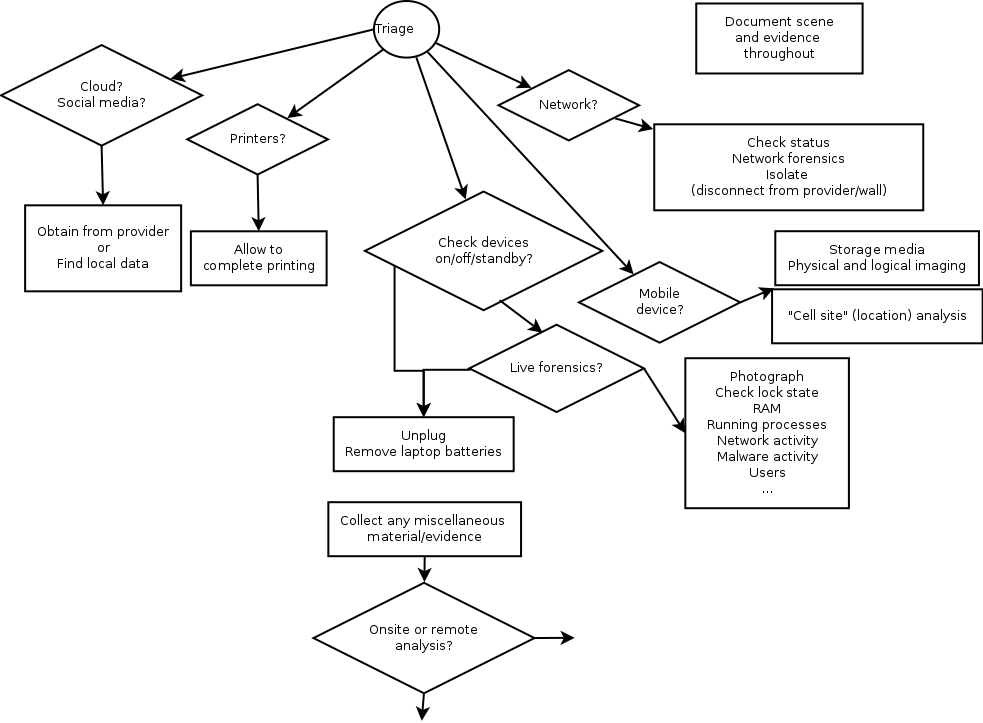 Triage
Document scene
and evidence
throughout
Cloud?
Social media?
Printers?
Network?
Check status
Network forensics
Isolate
(disconnect from provider/wall)
Obtain from provider
or
Find local data
Allow to
complete printing
Check devices
on/off/standby?
Mobile
device?
Storage media
Physical and logical imaging
"Cell site" (location) analysis
Live forensics?
Photograph
Check lock state
RAM
Running processes
Network activity
Malware activity
Users
...
Unplug
Remove laptop batteries
Collect any miscellaneous
material/evidence
Onsite or remote
analysis?